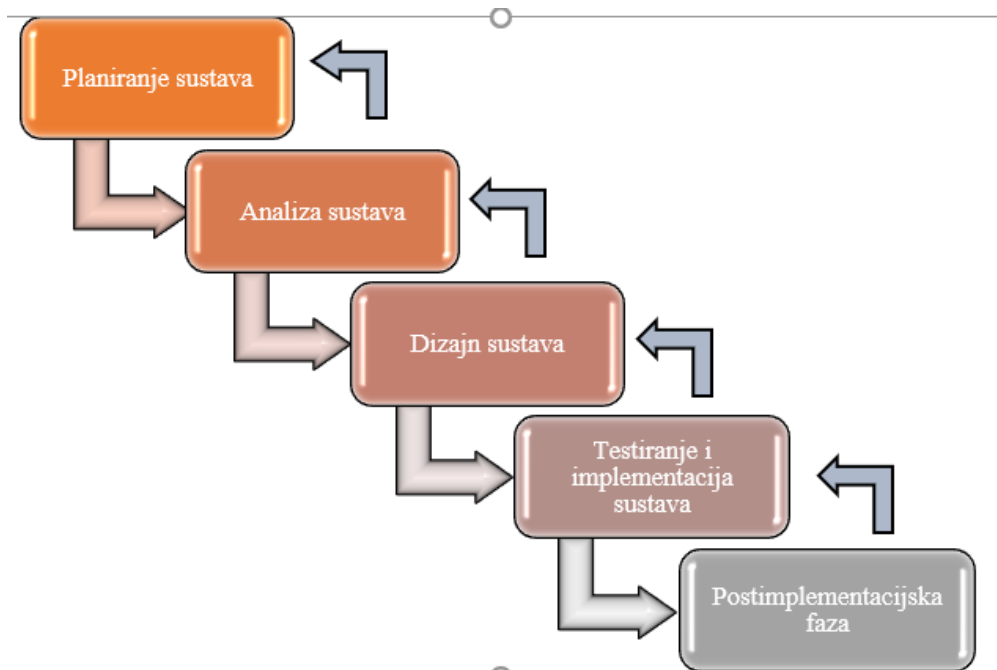 Planiranje sustava
Analiza sustava
Dizajn sustava
Testiranje i
implementacija
sustava
Postimplementacijska
faza